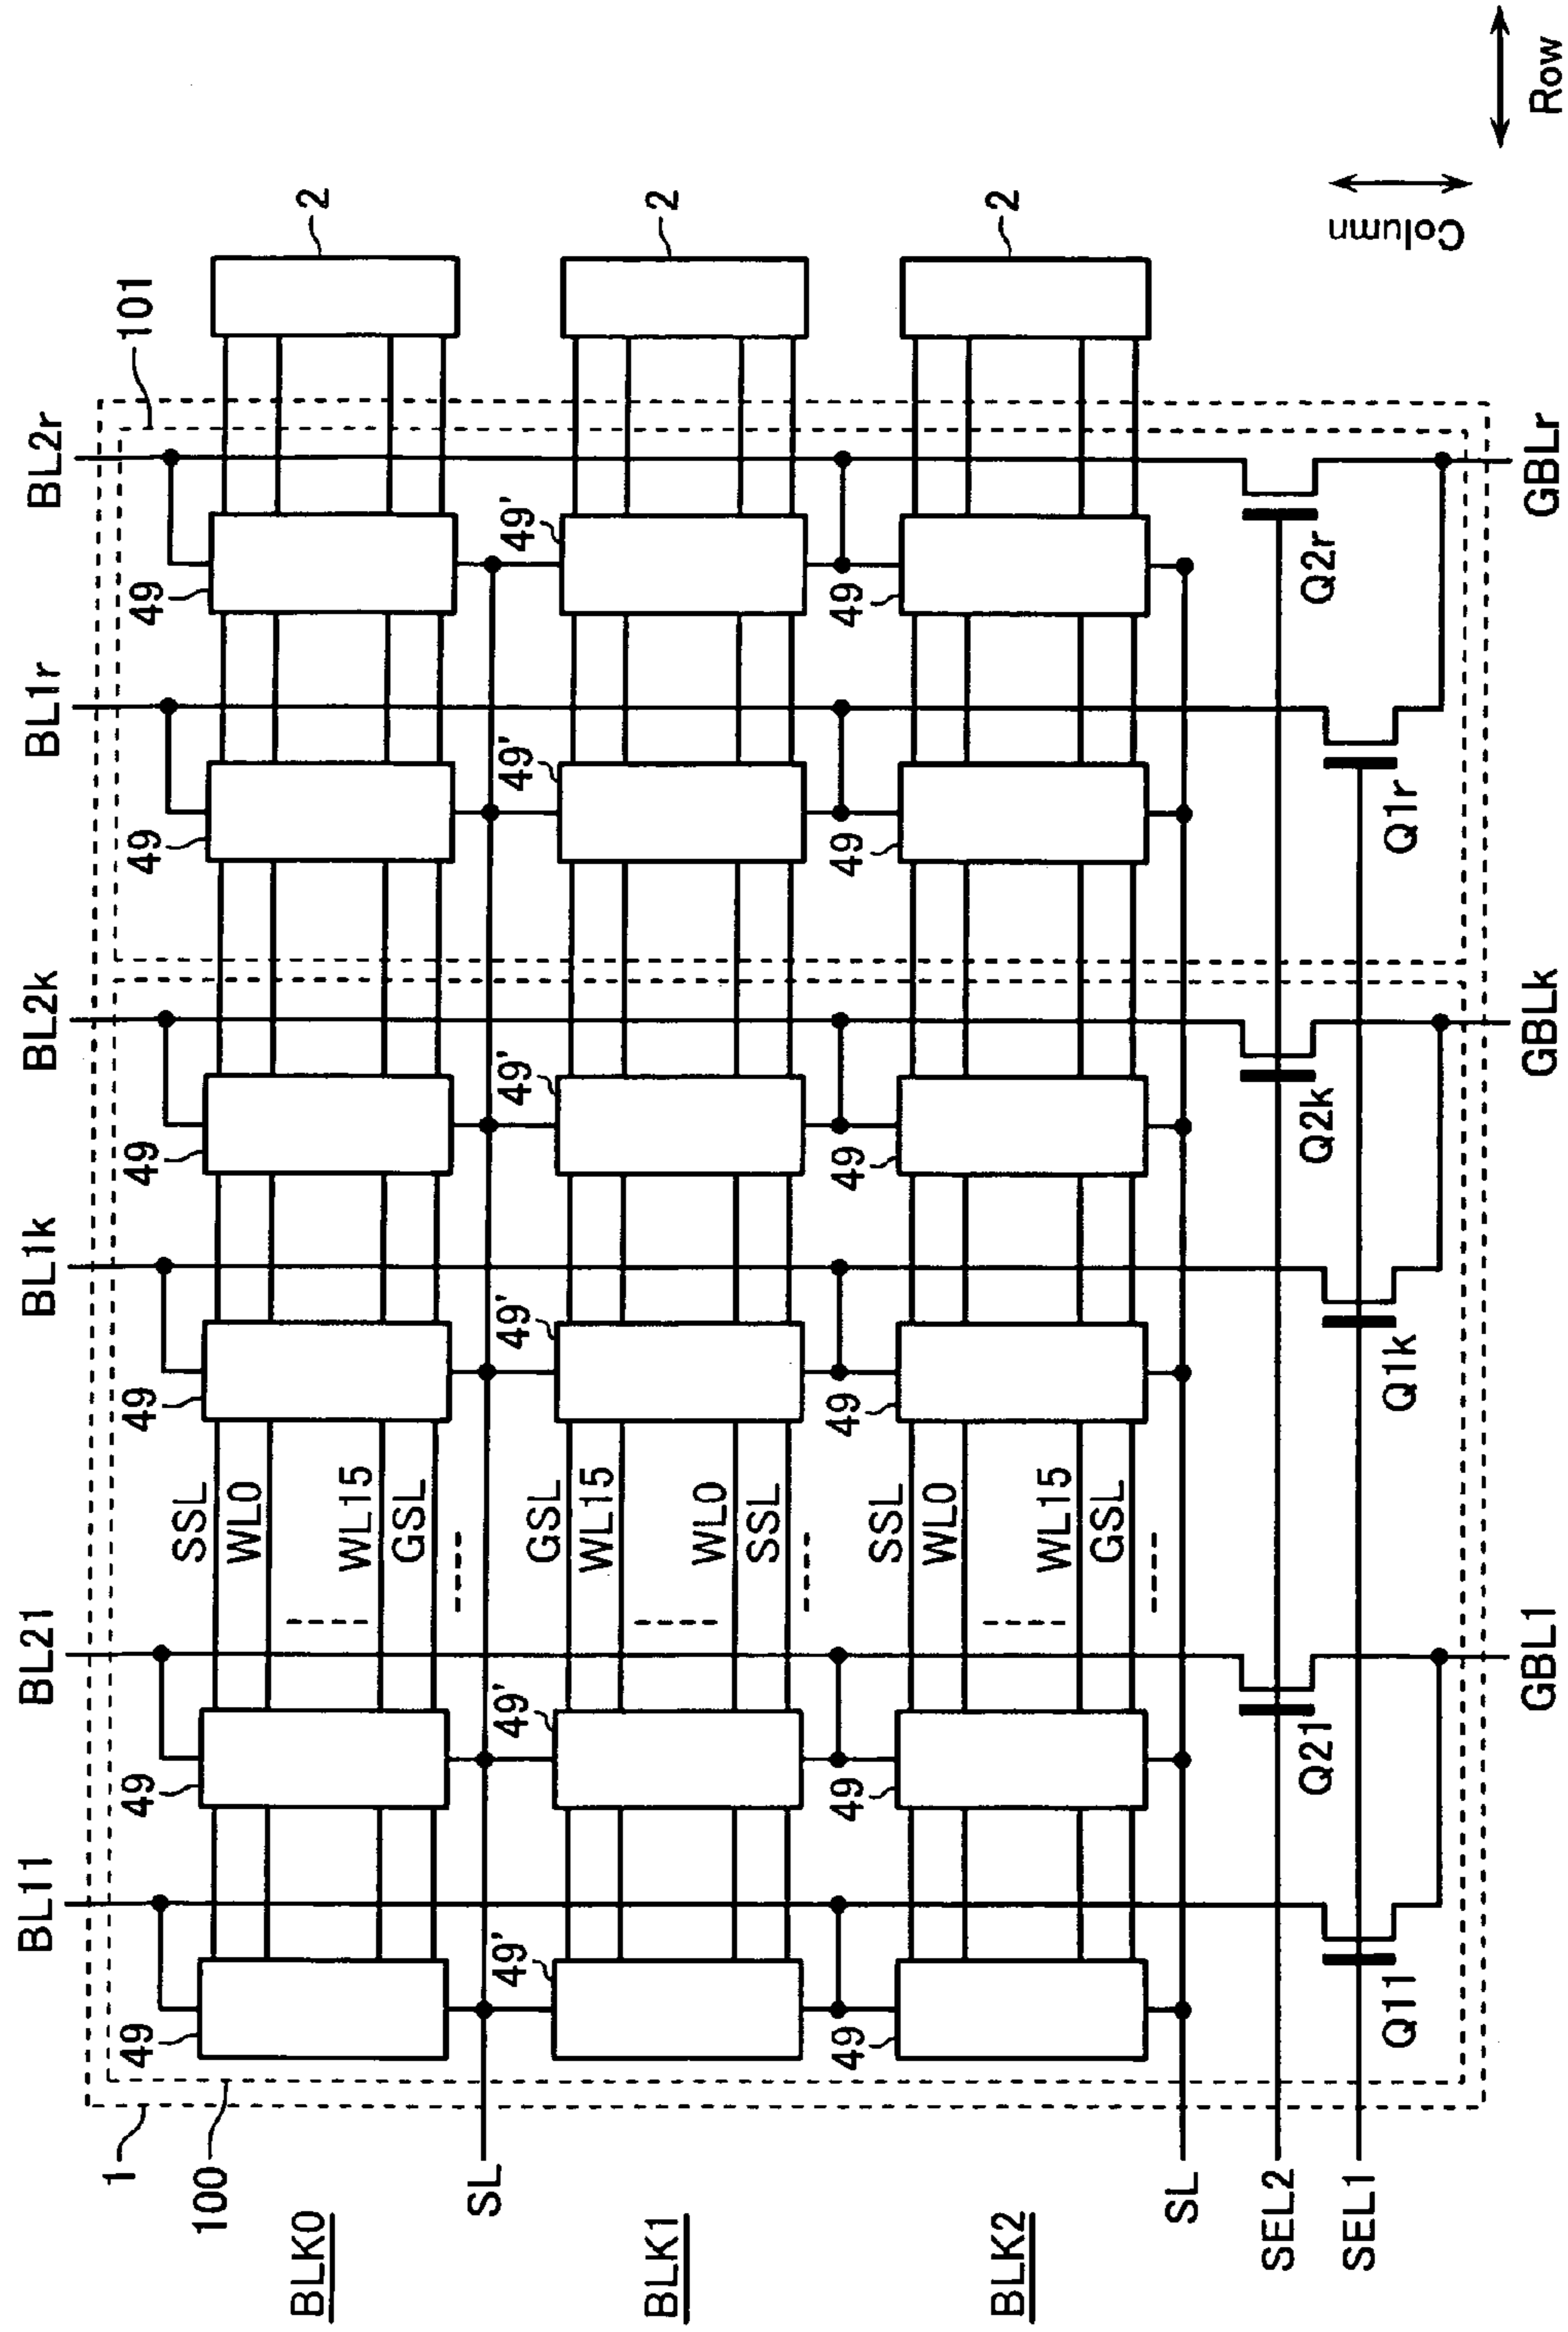 BL11 BL21 BL1k BL2k BL1r BL2r
101
1
100
49 49 49 49 49 49 2
SSL
WL0
WL15
GSL
BLK0
SL
49' 49' 49' 49' 49' 49' 2
GSL
WL15
WL0
SSL
BLK1
49 49 49 49 49 49 2
SSL
WL0
WL15
GSL
BLK2
SL
SEL2
Q21 Q2k Q2r
SEL1
Q11 Q1k Q1r
GBL1 GBLk GBLr
Column
Row